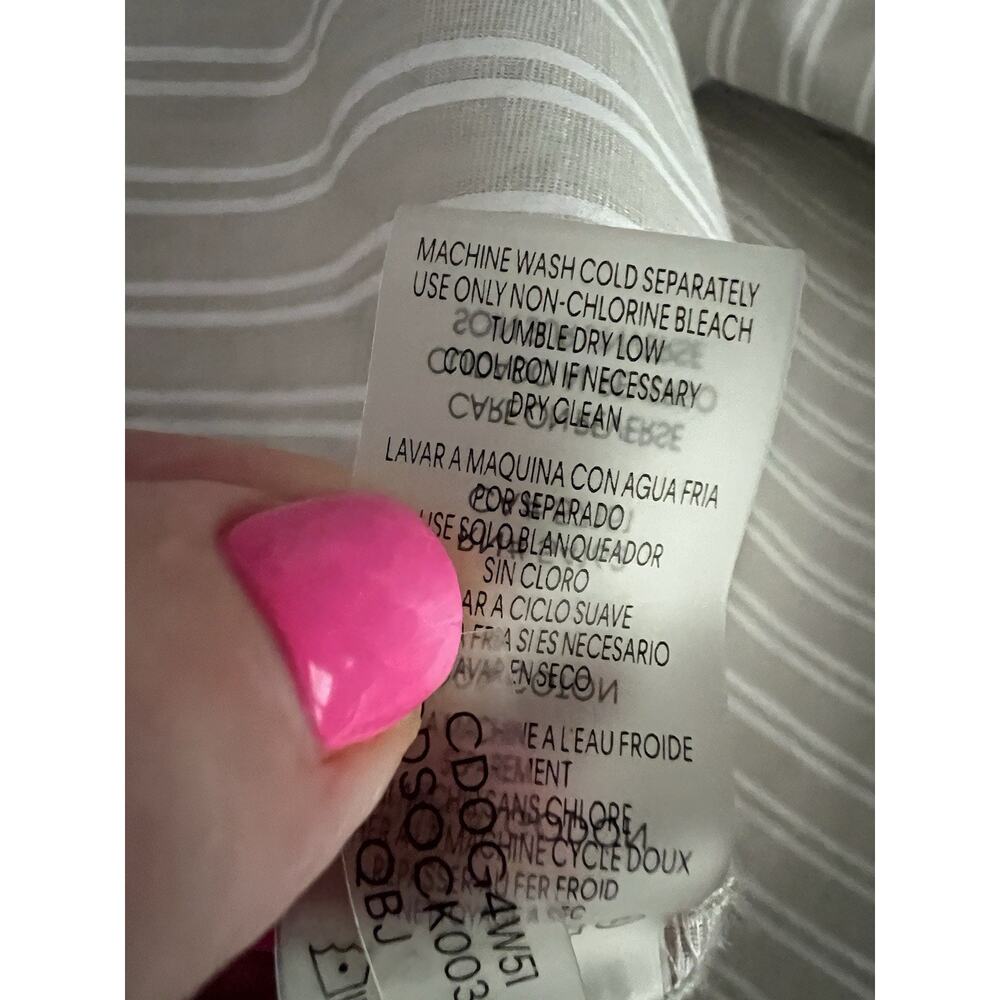 MACHINE WASH COLD SEPARATELY
USE ONLY NON-CHLORINE BLEACH
TUMBLE DRY LOW
COOL IRON IF NECESSARY
DRY CLEAN
LAVAR A MAQUINA CON AGUA FRIA
POR SEPARADO
USE SOLO BLANQUEADOR
SIN CLORO
A CICLO SUAVE
FRIA SI ES NECESARIO
EN SECO
A L'EAU FROIDE
SANS CHLORE
MACHINE CYCLE DOUX
FER FROID
CDOG4W51
DSOCK003
QBJ